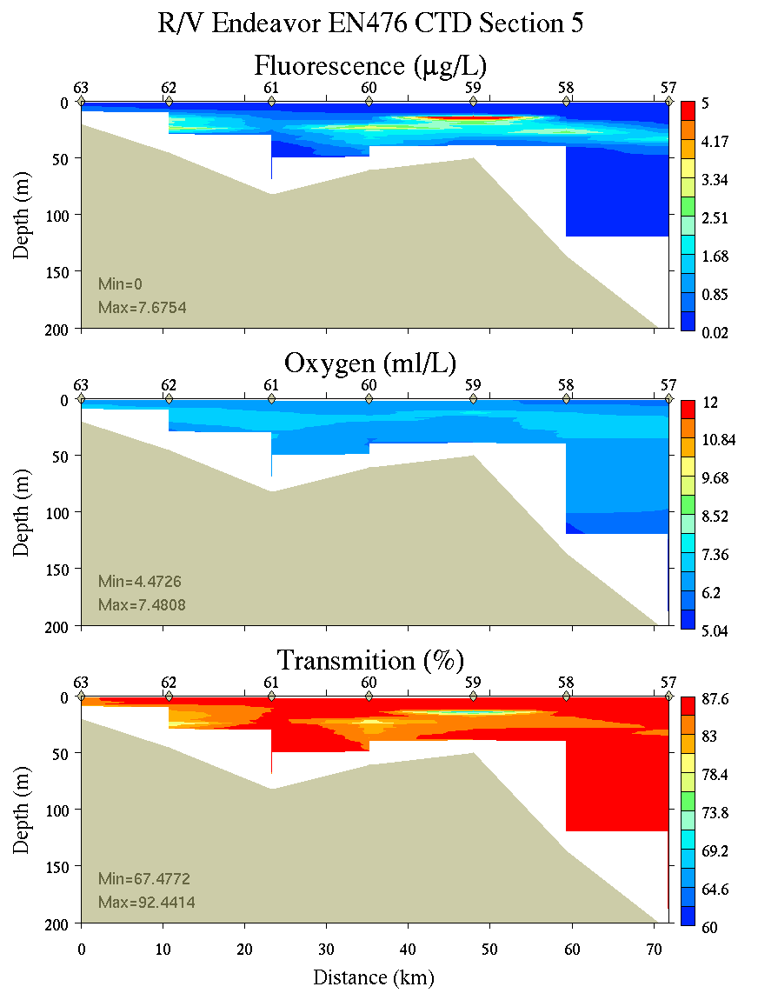 R/V Endeavor EN476 CTD Section 5
Fluorescence (μg/L)
63 62 61 60 59 58 57
0
50
100
150
200
Depth (m)
Min=0
Max=7.6754
5
4.17
3.34
2.51
1.68
0.85
0.02
Oxygen (ml/L)
63 62 61 60 59 58 57
0
50
100
150
200
Depth (m)
Min=4.4726
Max=7.4808
12
10.84
9.68
8.52
7.36
6.2
5.04
Transmition (%)
63 62 61 60 59 58 57
0
50
100
150
200
Depth (m)
Min=67.4772
Max=92.4414
87.6
83
78.4
73.8
69.2
64.6
60
0 10 20 30 40 50 60 70
Distance (km)